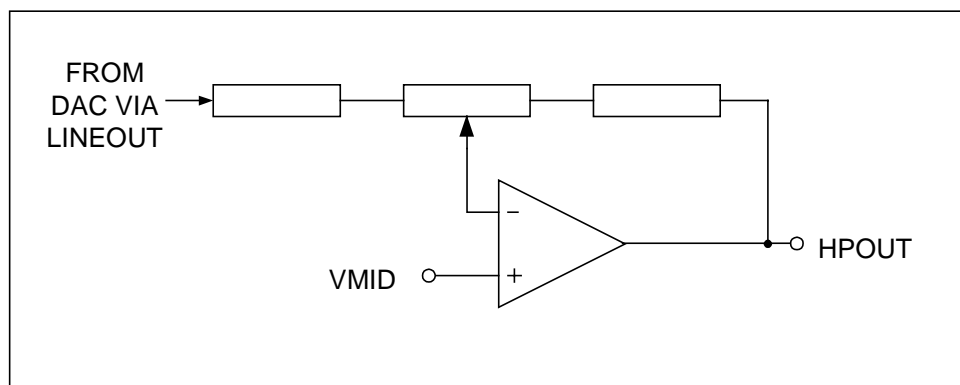 FROM
DAC VIA
LINEOUT
−
+
VMID
HPOUT